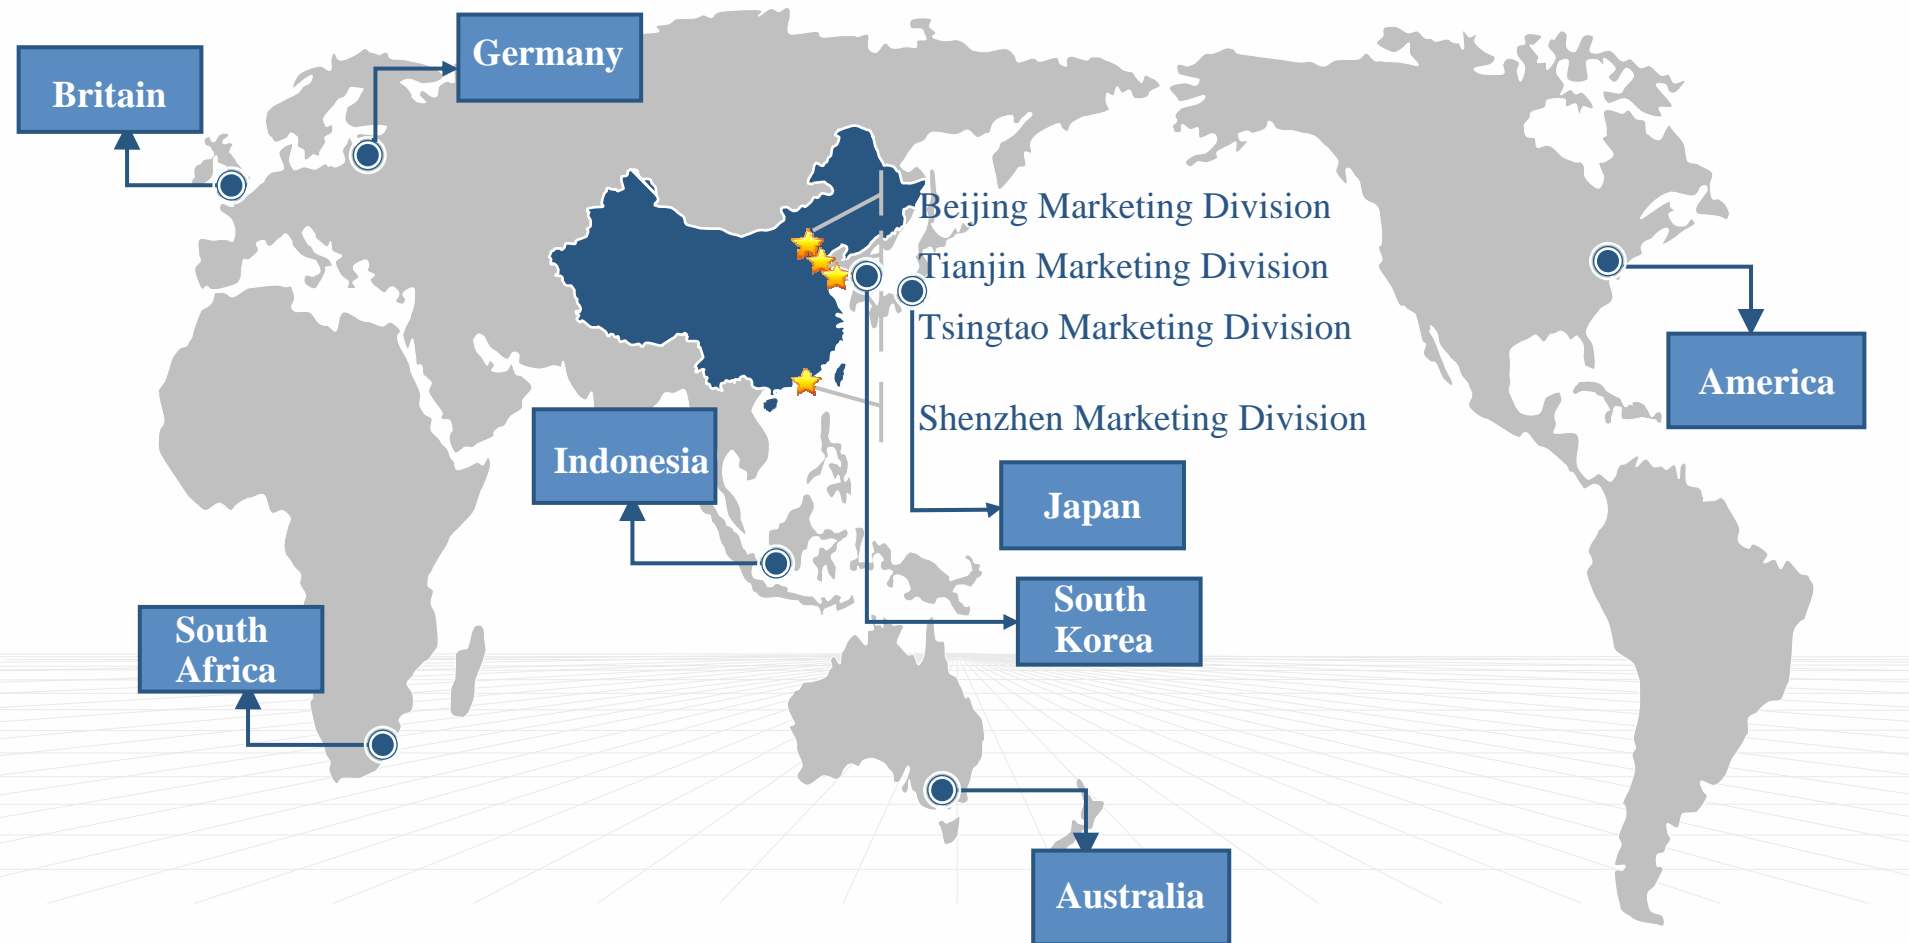 Germany
Britain
Beijing Marketing Division
Tianjin Marketing Division
Tsingtao Marketing Division
America
Shenzhen Marketing Division
Indonesia
Japan
South
Korea
South
Africa
Australia